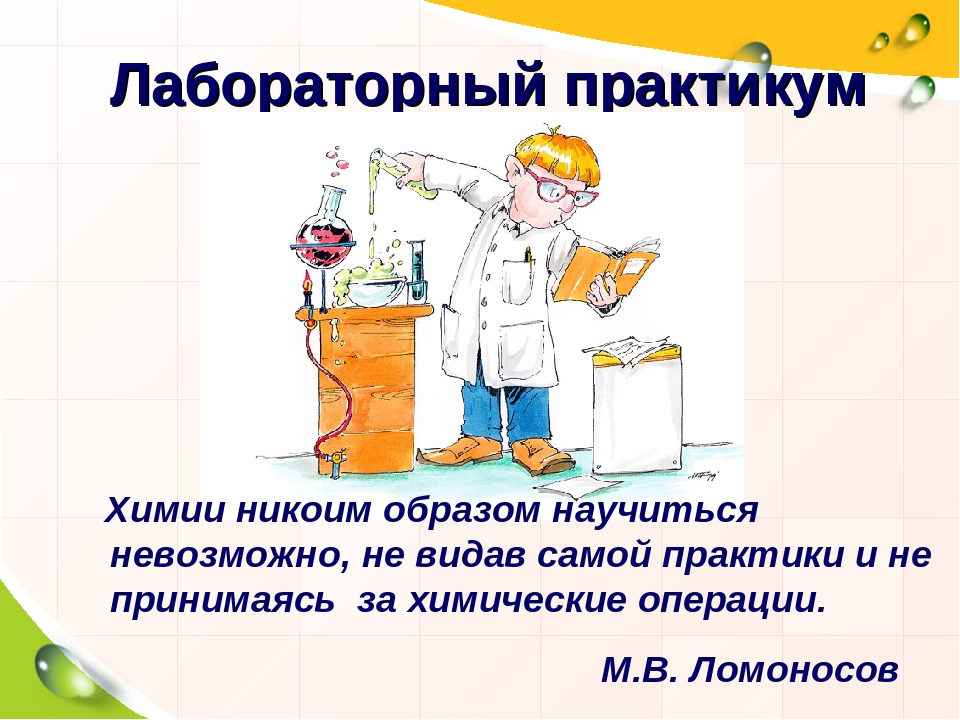 Лабораторный практикум
Химии никоим образом научиться
невозможно, не видав самой практики и не
принимаясь за химические операции.
М.В. Ломоносов